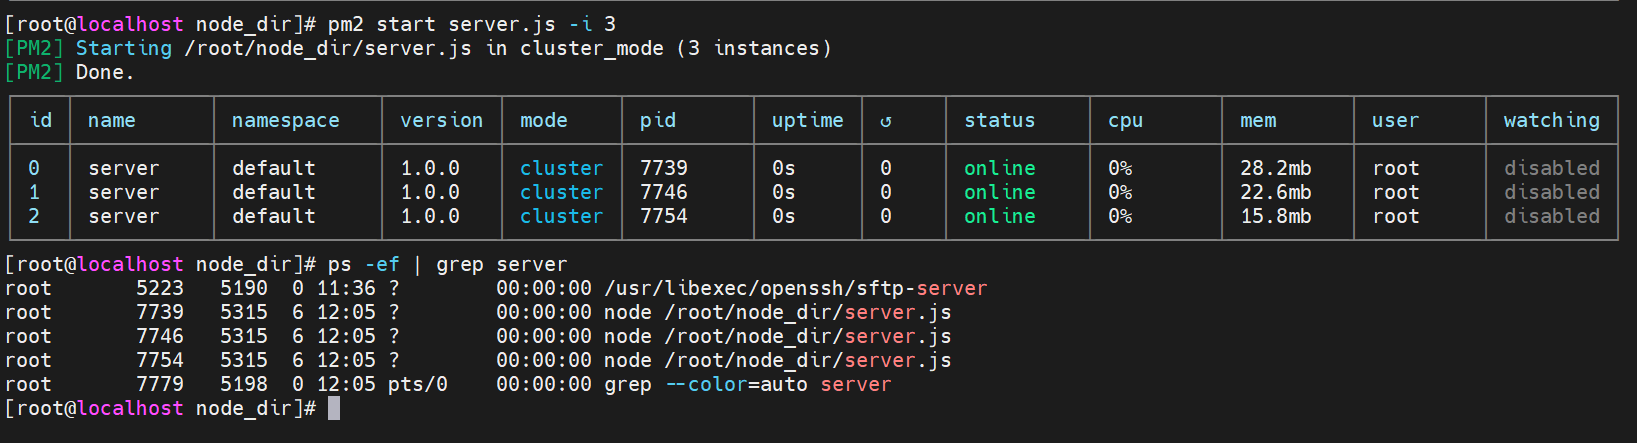 [root@localhost node_dir]# pm2 start server.js -i 3
[PM2] Starting /root/node_dir/server.js in cluster_mode (3 instances)
[PM2] Done.
id name namespace version mode pid uptime ↺ status cpu mem user watching
0 server default 1.0.0 cluster 7739 0s 0 online 0% 28.2mb root disabled
1 server default 1.0.0 cluster 7746 0s 0 online 0% 22.6mb root disabled
2 server default 1.0.0 cluster 7754 0s 0 online 0% 15.8mb root disabled
[root@localhost node_dir]# ps -ef | grep server
root 5223 5190 0 11:36 ? 00:00:00 /usr/libexec/openssh/sftp-server
root 7739 5315 6 12:05 ? 00:00:00 node /root/node_dir/server.js
root 7746 5315 6 12:05 ? 00:00:00 node /root/node_dir/server.js
root 7754 5315 6 12:05 ? 00:00:00 node /root/node_dir/server.js
root 7779 5198 0 12:05 pts/0 00:00:00 grep --color=auto server
[root@localhost node_dir]#